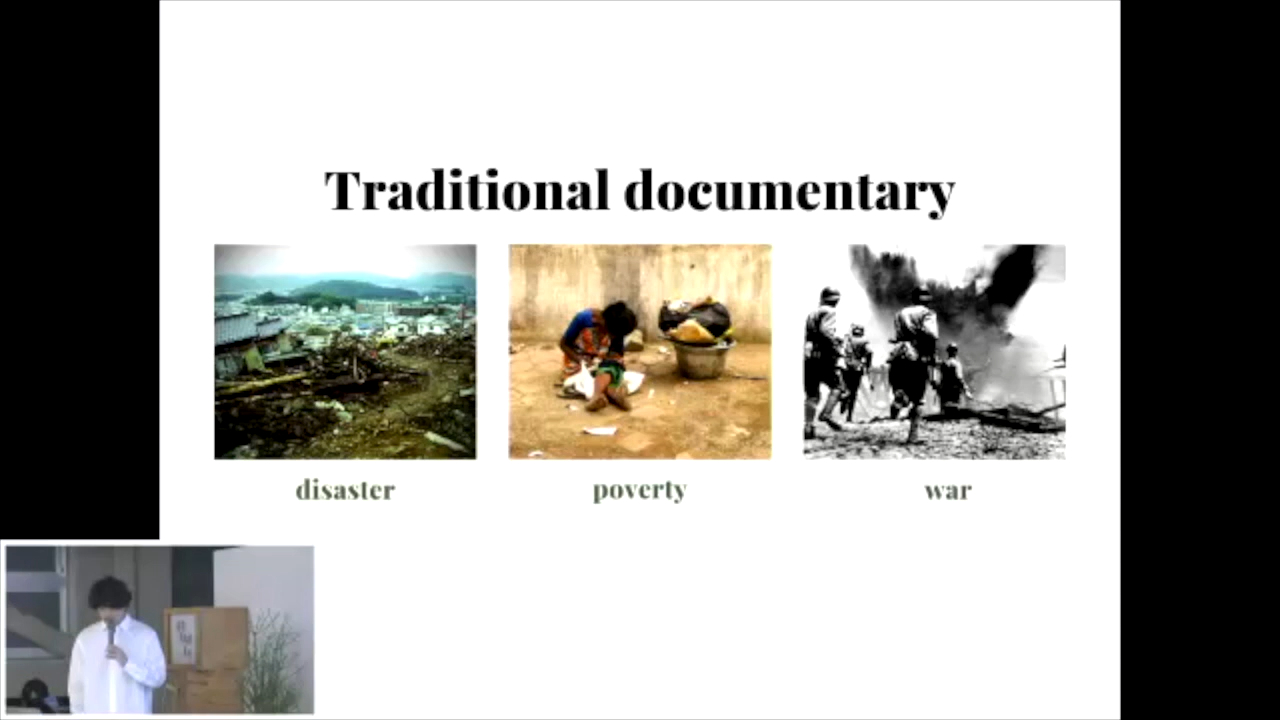 Traditional documentary
disaster
poverty
war